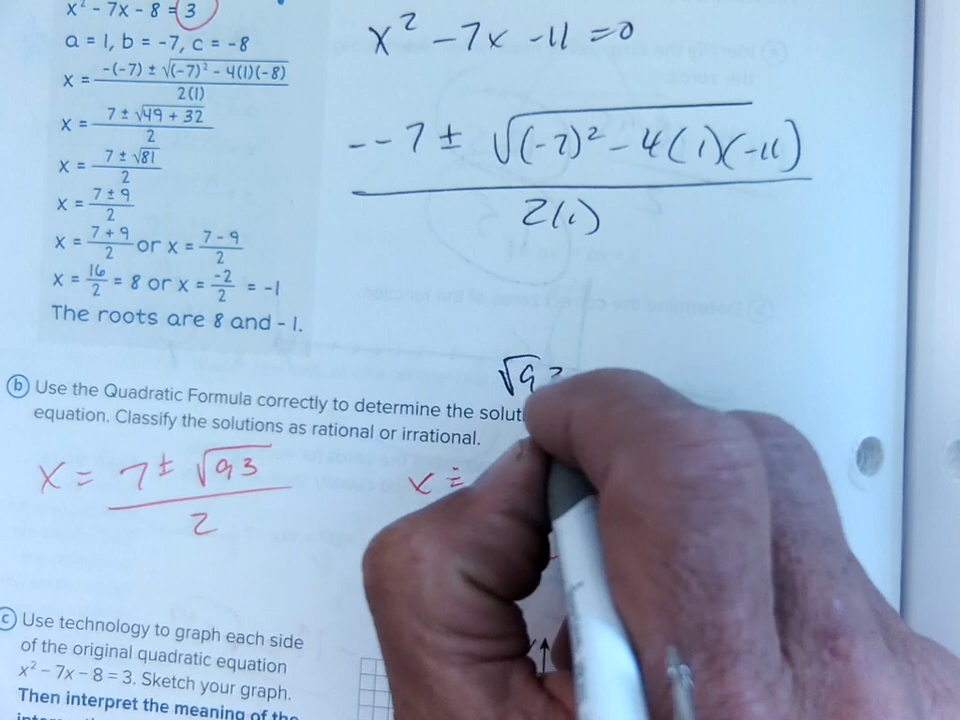 x² - 7x - 8 = 3
a = 1, b = -7, c = -8
x = -(-7) ± √(-7)² - 4(1)(-8) / 2(1)
x = 7 ± √49 + 32 / 2
x = 7 ± √81 / 2
x = 7 ± 9 / 2
x = 7 + 9 / 2 or x = 7 - 9 / 2
x = 16 / 2 = 8 or x = -2 / 2 = -1
The roots are 8 and -1.
x² - 7x - 11 = 0
- - 7 ± √(-7)² - 4(1)(-11) / 2(1)
√93
b Use the Quadratic Formula correctly to determine the
equation. Classify the solutions as rational or irrational.
x = 7 ± √93 / 2
x =
c Use technology to graph each side
of the original quadratic equation
x² - 7x - 8 = 3. Sketch your graph.
Then interpret the meaning of the